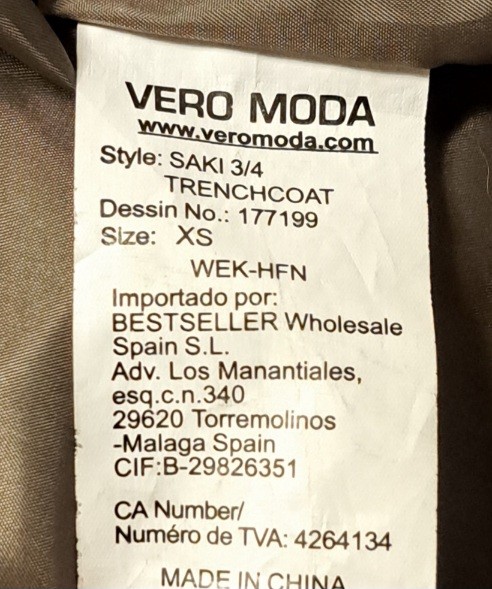 VERO MODA
www.veromoda.com
Style: SAKI 3/4
TRENCHCOAT
Dessin No.: 177199
Size: XS
WEK-HFN
Importado por:
BESTSELLER Wholesale
Spain S.L.
Adv. Los Manantiales,
esq.c.n.340
29620 Torremolinos
-Malaga Spain
CIF:B-29826351
CA Number/
Numéro de TVA: 4264134
MADE IN CHINA